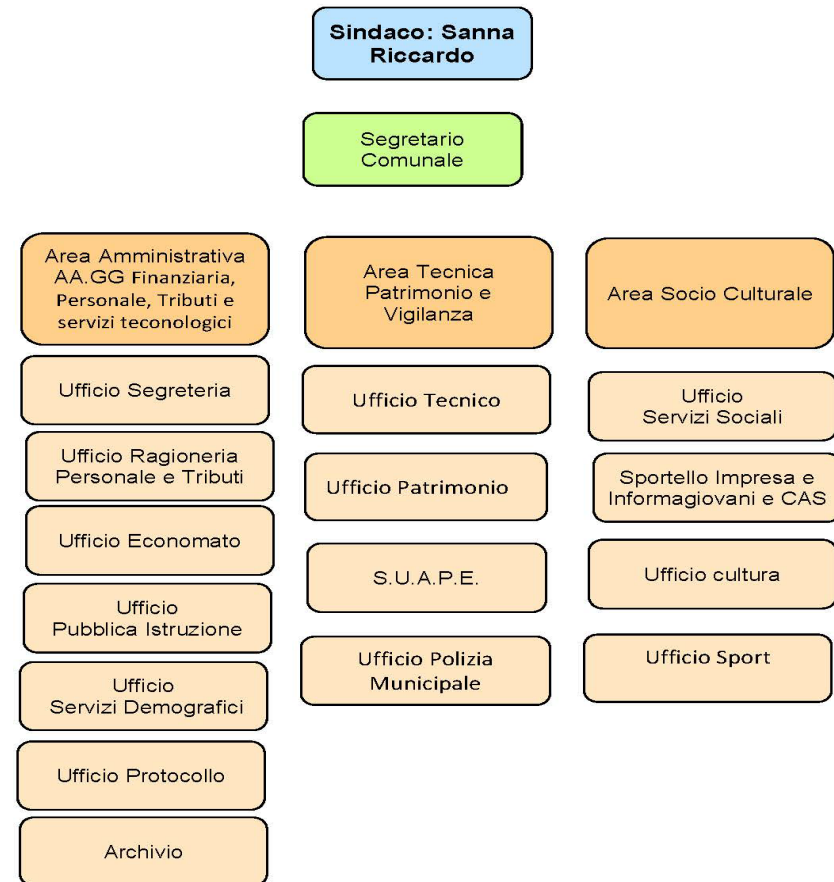 Sindaco: Sanna
Riccardo
Segretario
Comunale
Area Amministrativa
AA.GG Finanziaria,
Personale, Tributi e
servizi teconologici
Ufficio Segreteria
Ufficio Ragioneria
Personale e Tributi
Ufficio Economato
Ufficio
Pubblica Istruzione
Ufficio
Servizi Demografici
Ufficio Protocollo
Archivio
Area Tecnica
Patrimonio e
Vigilanza
Ufficio Tecnico
Ufficio Patrimonio
S.U.A.P.E.
Ufficio Polizia
Municipale
Area Socio Culturale
Ufficio
Servizi Sociali
Sportello Impresa e
Informagiovani e CAS
Ufficio cultura
Ufficio Sport